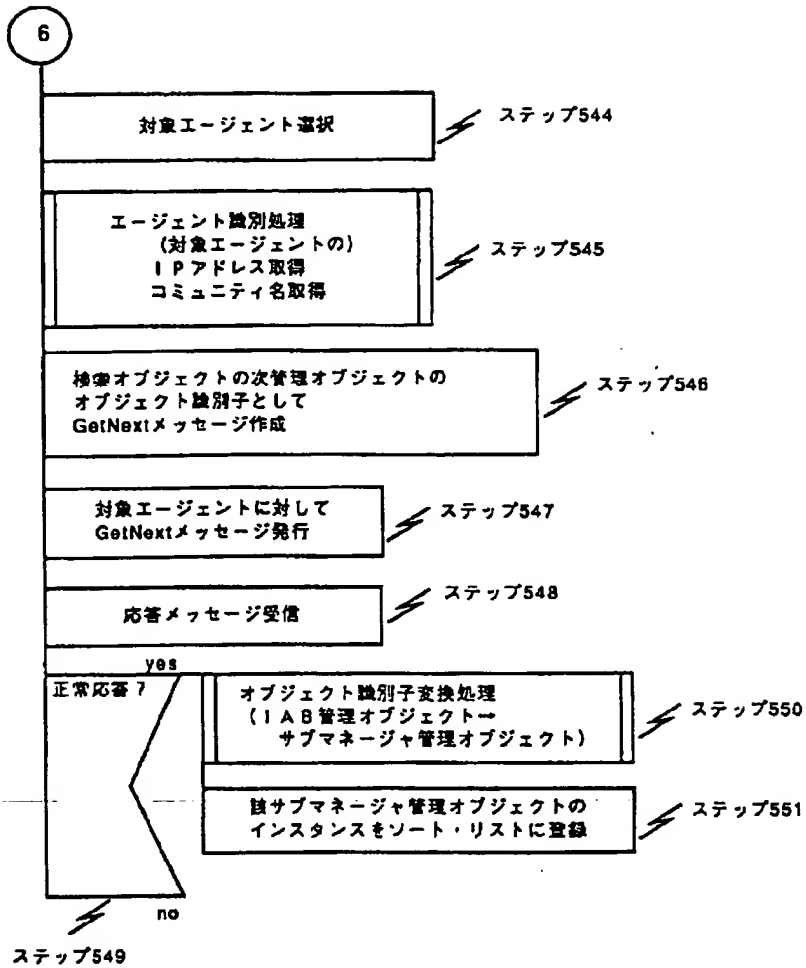 6
対象エージェント選択
ステップ544
エージェント識別処理
(対象エージェントの)
IPアドレス取得
コミュニティ名取得
ステップ545
検索オブジェクトの次管理オブジェクトの
オブジェクト識別子として
GetNextメッセージ作成
ステップ546
対象エージェントに対して
GetNextメッセージ発行
ステップ547
応答メッセージ受信
ステップ548
yes
正常応答?
オブジェクト識別子変換処理
(IAB管理オブジェクト→
サブマネージャ管理オブジェクト)
ステップ550
該サブマネージャ管理オブジェクトの
インスタンスをソート・リストに登録
ステップ551
no
ステップ549